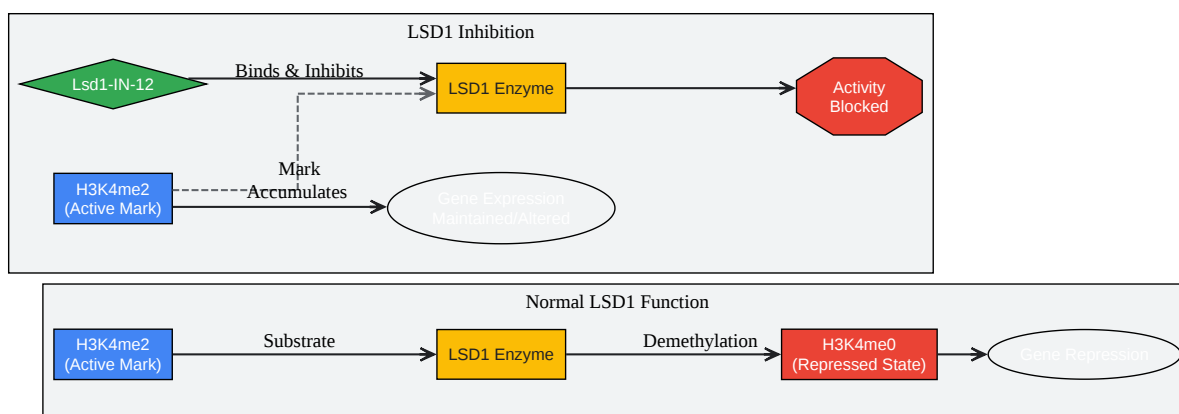 LSD1 Inhibition
Lsd1-IN-12
Binds & Inhibits
LSD1 Enzyme
Activity
Blocked
H3K4me2
(Active Mark)
Mark
Accumulates
Gene Expression
Maintained/Altered
Normal LSD1 Function
H3K4me2
(Active Mark)
Substrate
LSD1 Enzyme
Demethylation
H3K4me0
(Repressed State)
Gene Repression